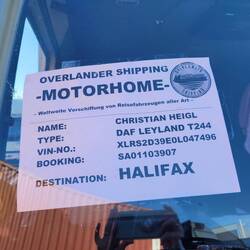 OVERLANDER SHIPPING
-MOTORHOME-
- Weltweite Verschiffung von Reisefahrzeugen aller Art -
NAME: CHRISTIAN HEIGL
TYPE: DAF LEYLAND T244
VIN-NO.: XLRS2D39E0L047496
BOOKING: SA01103907
DESTINATION: HALIFAX